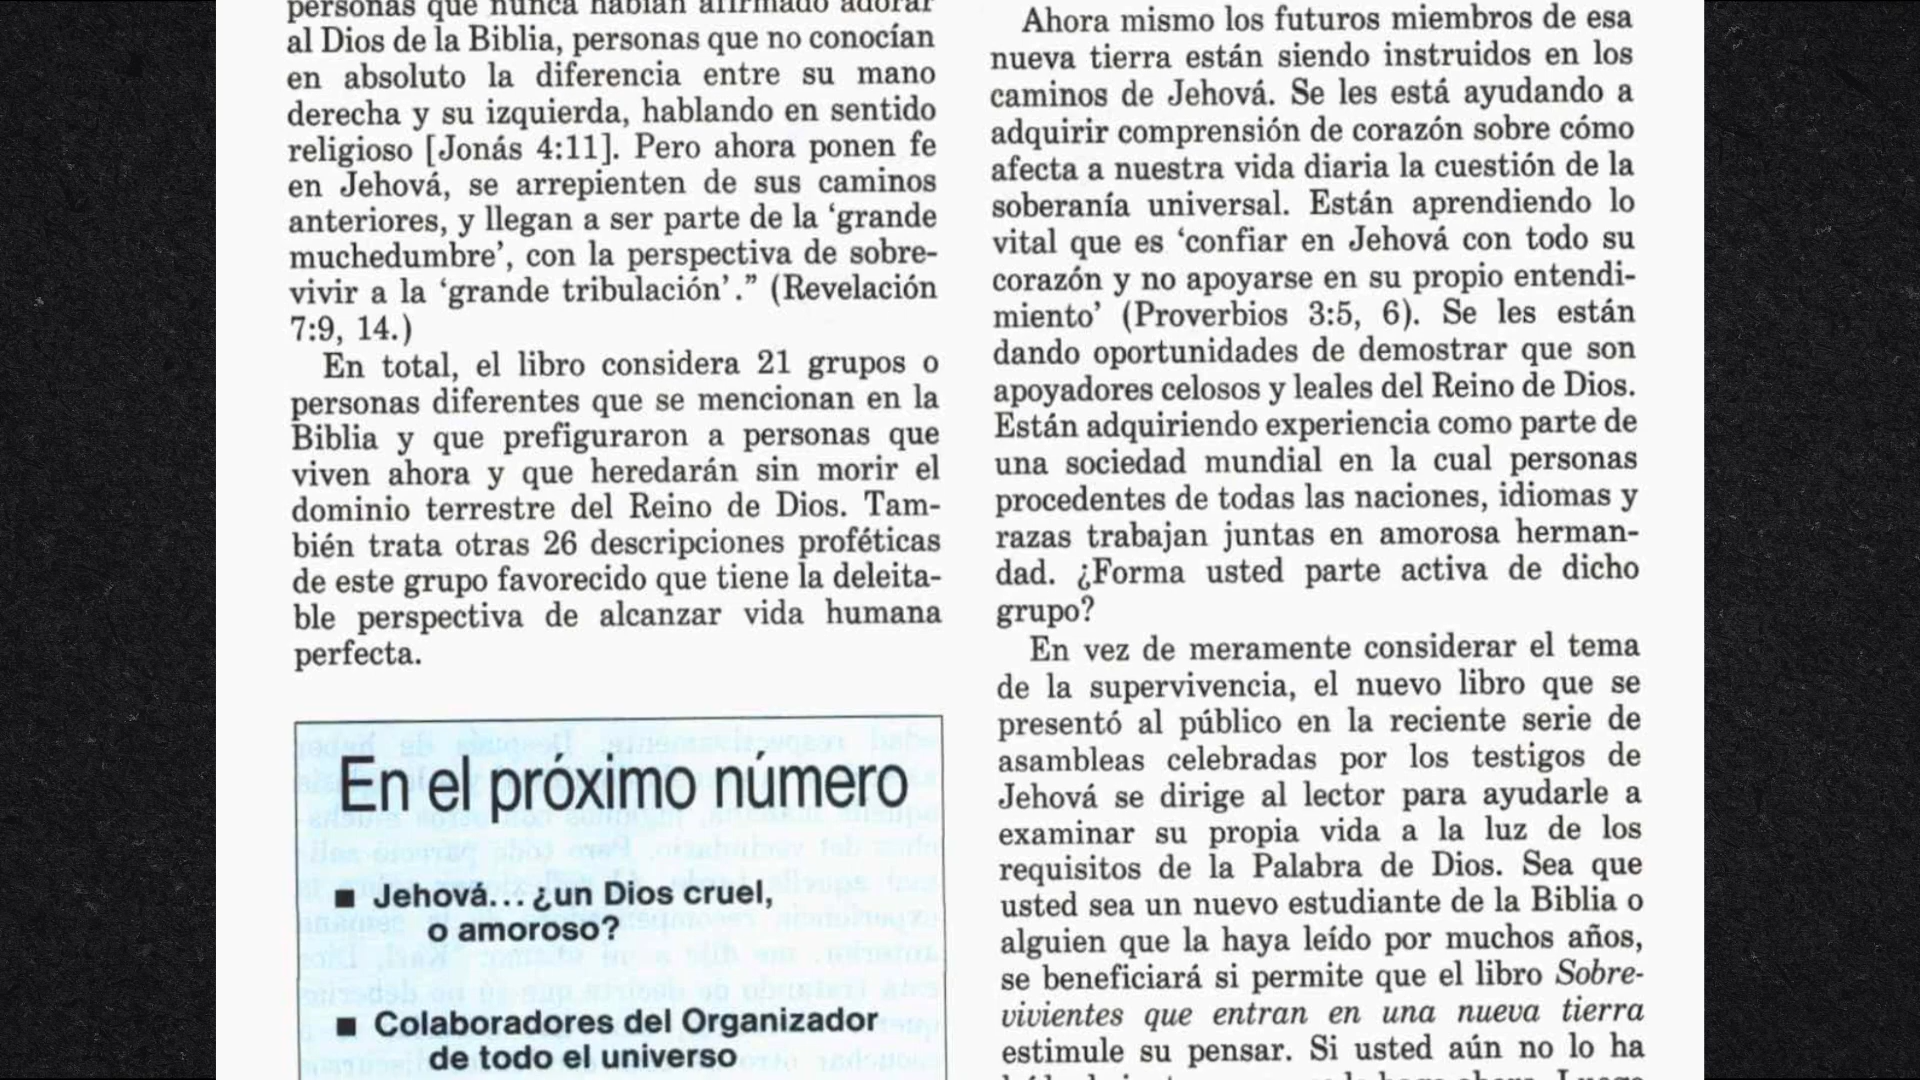 personas que nunca habían afirmado adorar
al Dios de la Biblia, personas que no conocían
en absoluto la diferencia entre su mano
derecha y su izquierda, hablando en sentido
religioso [Jonás 4:11]. Pero ahora ponen fe
en Jehová, se arrepienten de sus caminos
anteriores, y llegan a ser parte de la ‘grande
muchedumbre’, con la perspectiva de sobre-
vivir a la ‘grande tribulación’.” (Revelación
7:9, 14.)
En total, el libro considera 21 grupos o
personas diferentes que se mencionan en la
Biblia y que prefiguraron a personas que
viven ahora y que heredarán sin morir el
dominio terrestre del Reino de Dios. Tam-
bién trata otras 26 descripciones proféticas
de este grupo favorecido que tiene la deleita-
ble perspectiva de alcanzar vida humana
perfecta.
En el próximo número
■ Jehová... ¿un Dios cruel,
o amoroso?
■ Colaboradores del Organizador
de todo el universo
Ahora mismo los futuros miembros de esa
nueva tierra están siendo instruidos en los
caminos de Jehová. Se les está ayudando a
adquirir comprensión de corazón sobre cómo
afecta a nuestra vida diaria la cuestión de la
soberanía universal. Están aprendiendo lo
vital que es ‘confiar en Jehová con todo su
corazón y no apoyarse en su propio entendi-
miento’ (Proverbios 3:5, 6). Se les están
dando oportunidades de demostrar que son
apoyadores celosos y leales del Reino de Dios.
Están adquiriendo experiencia como parte de
una sociedad mundial en la cual personas
procedentes de todas las naciones, idiomas y
razas trabajan juntas en amorosa herman-
dad. ¿Forma usted parte activa de dicho
grupo?
En vez de meramente considerar el tema
de la supervivencia, el nuevo libro que se
presentó al público en la reciente serie de
asambleas celebradas por los testigos de
Jehová se dirige al lector para ayudarle a
examinar su propia vida a la luz de los
requisitos de la Palabra de Dios. Sea que
usted sea un nuevo estudiante de la Biblia o
alguien que la haya leído por muchos años,
se beneficiará si permite que el libro Sobre-
vivientes que entran en una nueva tierra
estimule su pensar. Si usted aún no lo ha